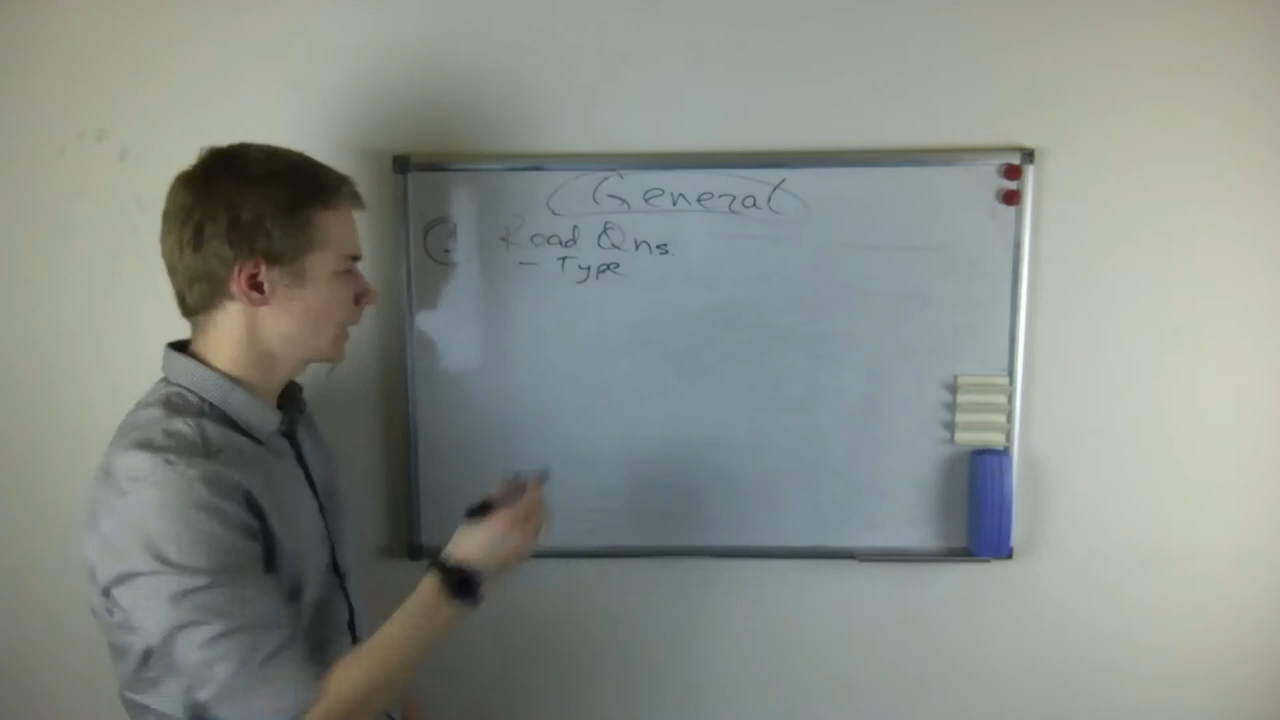 General
Read Qns.
- Type